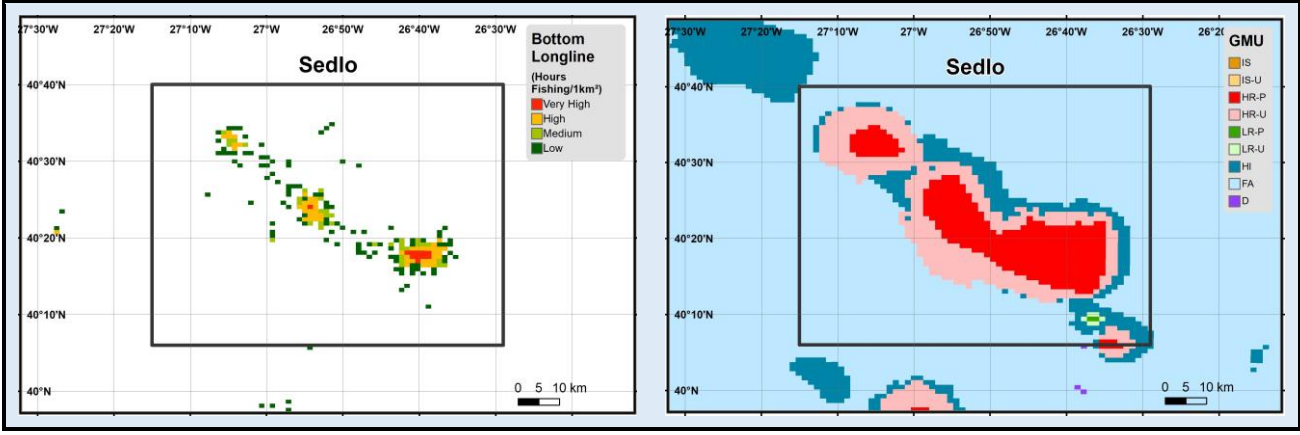 27°30'W 27°20'W 27°10'W 27°W 26°50'W 26°40'W 26°30'W
Bottom
Longline
(Hours
Fishing/1km²)
Very High
High
Medium
Low
Sedlo
40°40'N
40°30'N
40°20'N
40°10'N
40°N
0 5 10 km
27°30'W 27°20'W 27°10'W 27°W 26°50'W 26°40'W 26°30'W 26°20
GMU
IS
IS-U
HR-P
HR-U
LR-P
LR-U
HI
FA
D
Sedlo
40°40'N
40°30'N
40°20'N
40°10'N
40°N
0 5 10 km